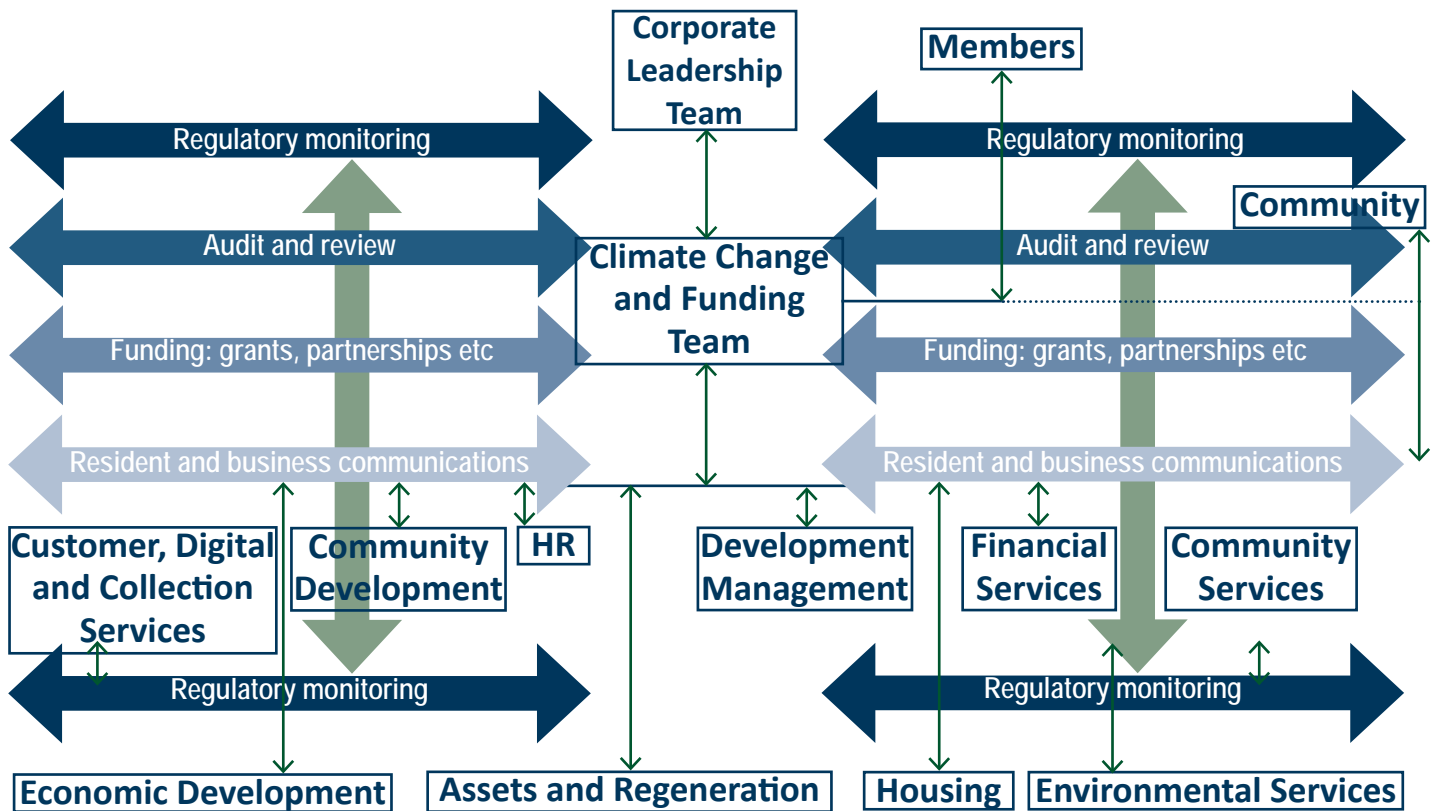 Corporate
Leadership
Team
Members
Regulatory monitoring
Regulatory monitoring
Community
Audit and review
Audit and review
Climate Change
and Funding
Team
Funding: grants, partnerships etc
Funding: grants, partnerships etc
Resident and business communications
Resident and business communications
Customer, Digital
and Collection
Services
Community
Development
HR
Development
Management
Financial
Services
Community
Services
Regulatory monitoring
Regulatory monitoring
Economic Development
Assets and Regeneration
Housing
Environmental Services